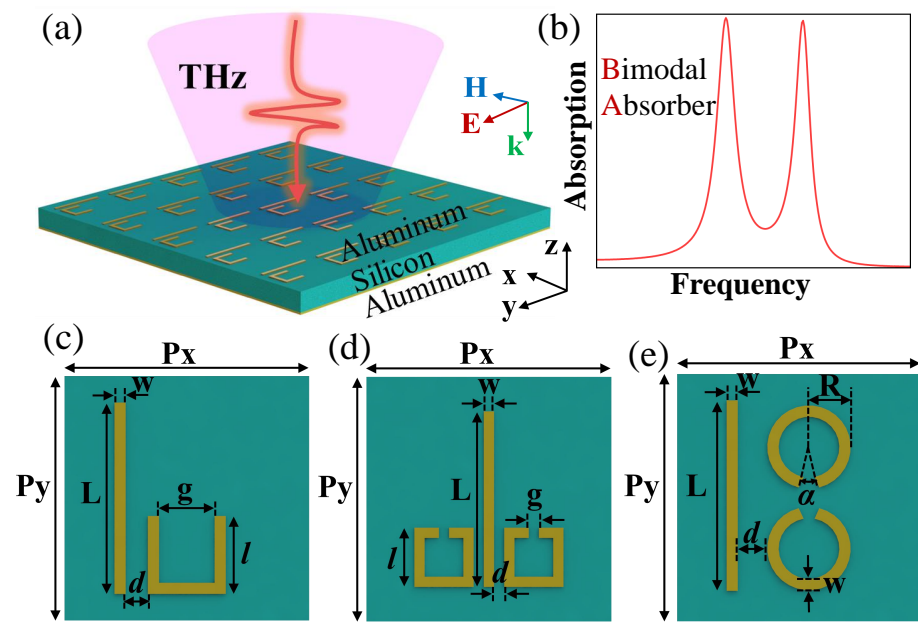 (a)
THz
H
E
k
Aluminum
Silicon
Aluminum
z
x
y
(b)
Absorption
Bimodal
Absorber
Frequency
(c)
Px
w
Py
L
g
l
d
(d)
Px
w
Py
L
g
l
d
(e)
Px
w
R
Py
L
α
d
w